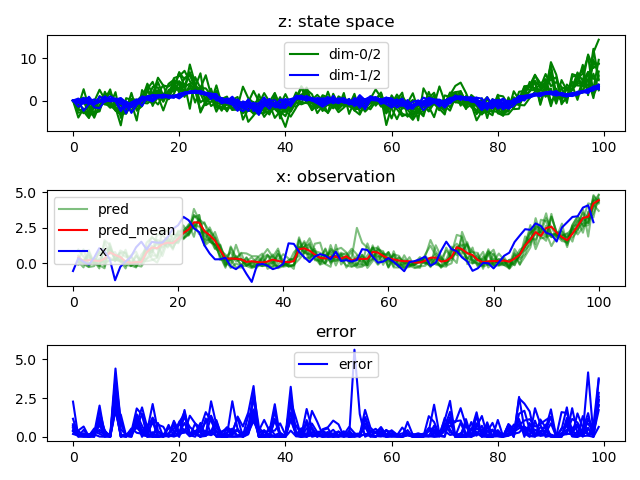 z: state space
10
0
dim-0/2
dim-1/2
0 20 40 60 80 100
x: observation
5.0
2.5
0.0
pred
pred_mean
x
0 20 40 60 80 100
error
5.0
2.5
0.0
error
0 20 40 60 80 100